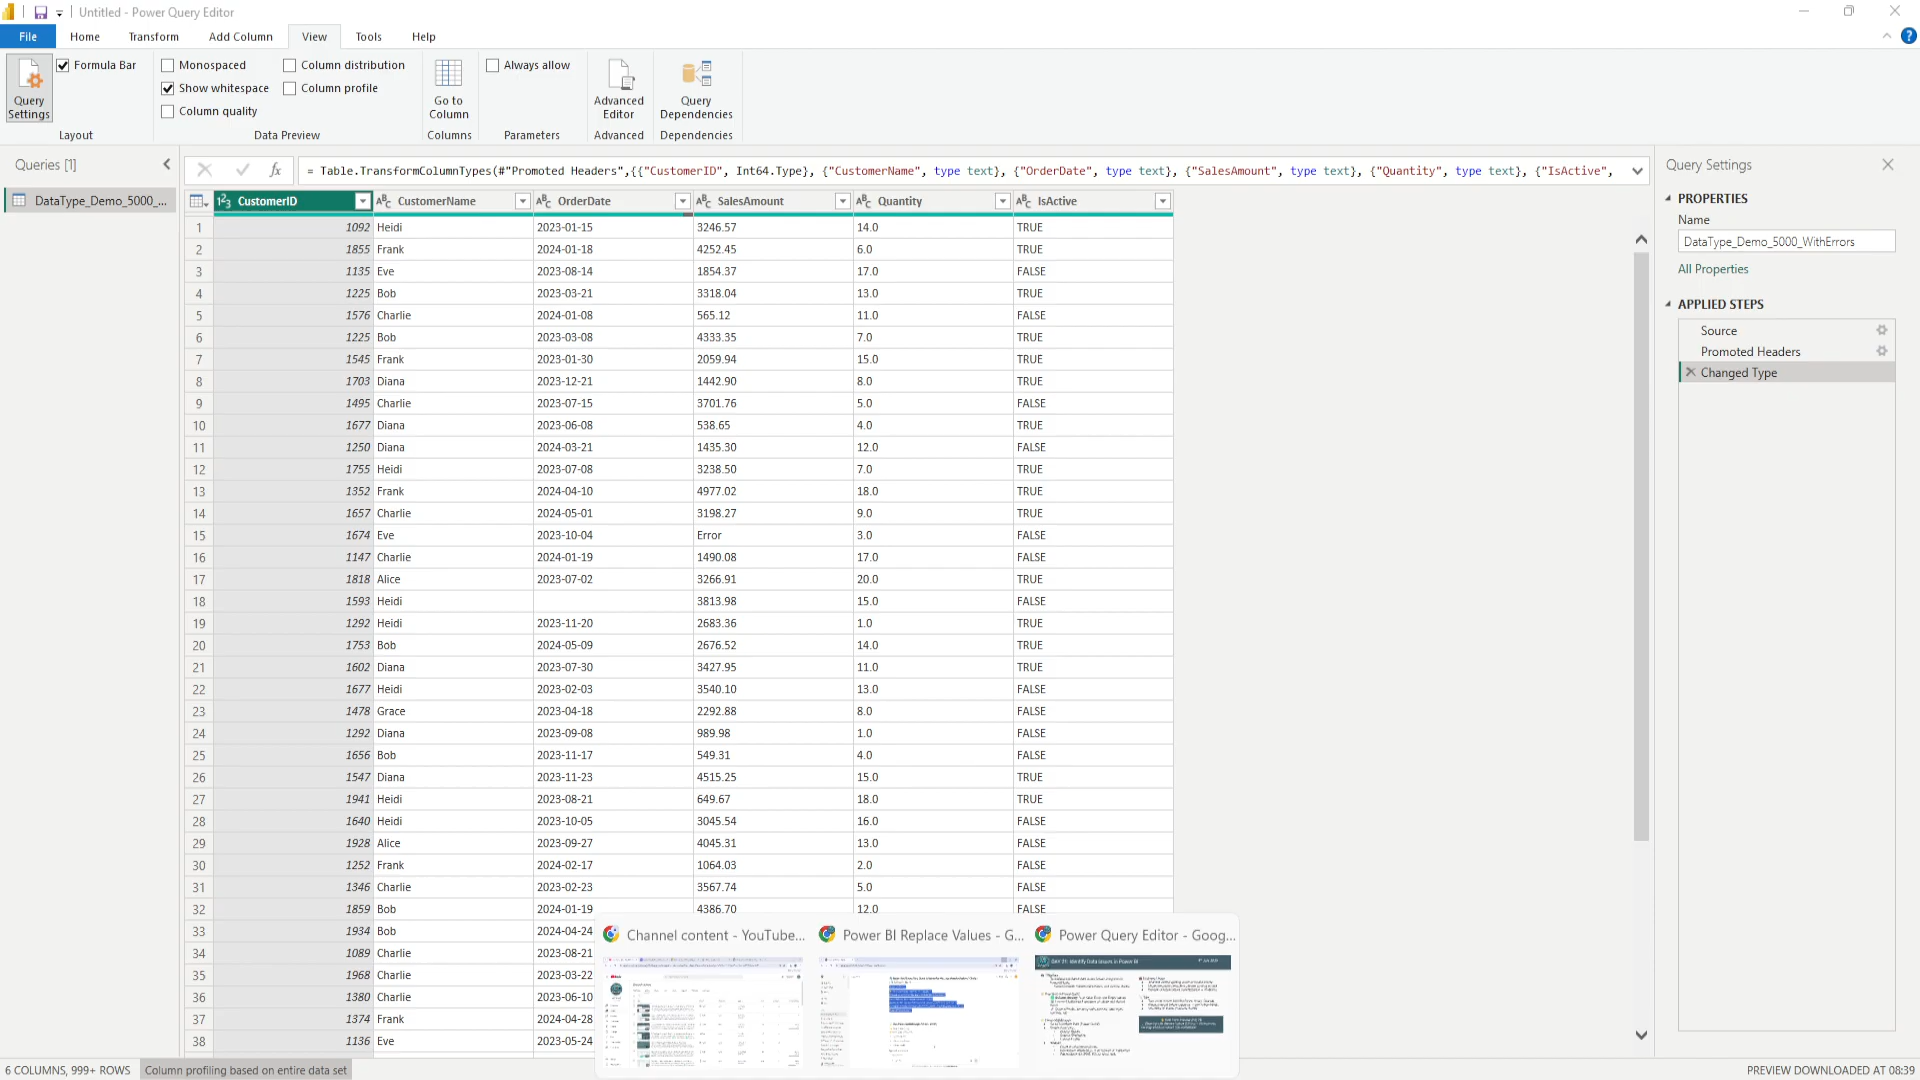 Untitled - Power Query Editor
File Home Transform Add Column View Tools Help
Query Settings
Formula Bar
Layout
Monospaced
Show whitespace
Column quality
Column distribution
Column profile
Data Preview
Go to Column
Columns
Always allow
Parameters
Advanced Editor
Advanced
Query Dependencies
Dependencies
Queries [1]
DataType_Demo_5000_...
fx
= Table.TransformColumnTypes(#"Promoted Headers",{{"CustomerID", Int64.Type}, {"CustomerName", type text}, {"OrderDate", type text}, {"SalesAmount", type text}, {"Quantity", type text}, {"IsActive",
CustomerID CustomerName OrderDate SalesAmount Quantity IsActive
1 1092 Heidi 2023-01-15 3246.57 14.0 TRUE
2 1855 Frank 2024-01-18 4252.45 6.0 TRUE
3 1135 Eve 2023-08-14 1854.37 17.0 FALSE
4 1225 Bob 2023-03-21 3318.04 13.0 TRUE
5 1576 Charlie 2024-01-08 565.12 11.0 FALSE
6 1225 Bob 2023-03-08 4333.35 7.0 TRUE
7 1545 Frank 2023-01-30 2059.94 15.0 TRUE
8 1703 Diana 2023-12-21 1442.90 8.0 TRUE
9 1495 Charlie 2023-07-15 3701.76 5.0 FALSE
10 1677 Diana 2023-06-08 538.65 4.0 TRUE
11 1250 Diana 2024-03-21 1435.30 12.0 FALSE
12 1755 Heidi 2023-07-08 3238.50 7.0 TRUE
13 1352 Frank 2024-04-10 4977.02 18.0 TRUE
14 1657 Charlie 2024-05-01 3198.27 9.0 TRUE
15 1674 Eve 2023-10-04 Error 3.0 FALSE
16 1147 Charlie 2024-01-19 1490.08 17.0 FALSE
17 1818 Alice 2023-07-02 3266.91 20.0 TRUE
18 1593 Heidi 3813.98 15.0 FALSE
19 1292 Heidi 2023-11-20 2683.36 1.0 TRUE
20 1753 Bob 2024-05-09 2676.52 14.0 TRUE
21 1602 Diana 2023-07-30 3427.95 11.0 TRUE
22 1677 Heidi 2023-02-03 3540.10 13.0 FALSE
23 1478 Grace 2023-04-18 2292.88 8.0 FALSE
24 1292 Diana 2023-09-08 989.98 1.0 FALSE
25 1656 Bob 2023-11-17 549.31 4.0 FALSE
26 1547 Diana 2023-11-23 4515.25 15.0 TRUE
27 1941 Heidi 2023-08-21 649.67 18.0 TRUE
28 1640 Heidi 2023-10-05 3045.54 16.0 FALSE
29 1928 Alice 2023-09-27 4045.31 13.0 FALSE
30 1252 Frank 2024-02-17 1064.03 2.0 FALSE
31 1346 Charlie 2023-02-23 3567.74 5.0 FALSE
32 1859 Bob 2024-01-19 4386.70 12.0 FALSE
33 1934 Bob 2024-04-24
34 1089 Charlie 2023-08-21
35 1968 Charlie 2023-03-22
36 1380 Charlie 2023-06-10
37 1374 Frank 2024-04-28
38 1136 Eve 2023-05-24
Channel content - YouTube...
Power BI Replace Values - G...
Power Query Editor - Goog...
DAY 21: Identify Data Issues in Power BI
Query Settings
PROPERTIES
Name
DataType_Demo_5000_WithErrors
All Properties
APPLIED STEPS
Source
Promoted Headers
Changed Type
6 COLUMNS, 999+ ROWS
Column profiling based on entire data set
PREVIEW DOWNLOADED AT 08:39